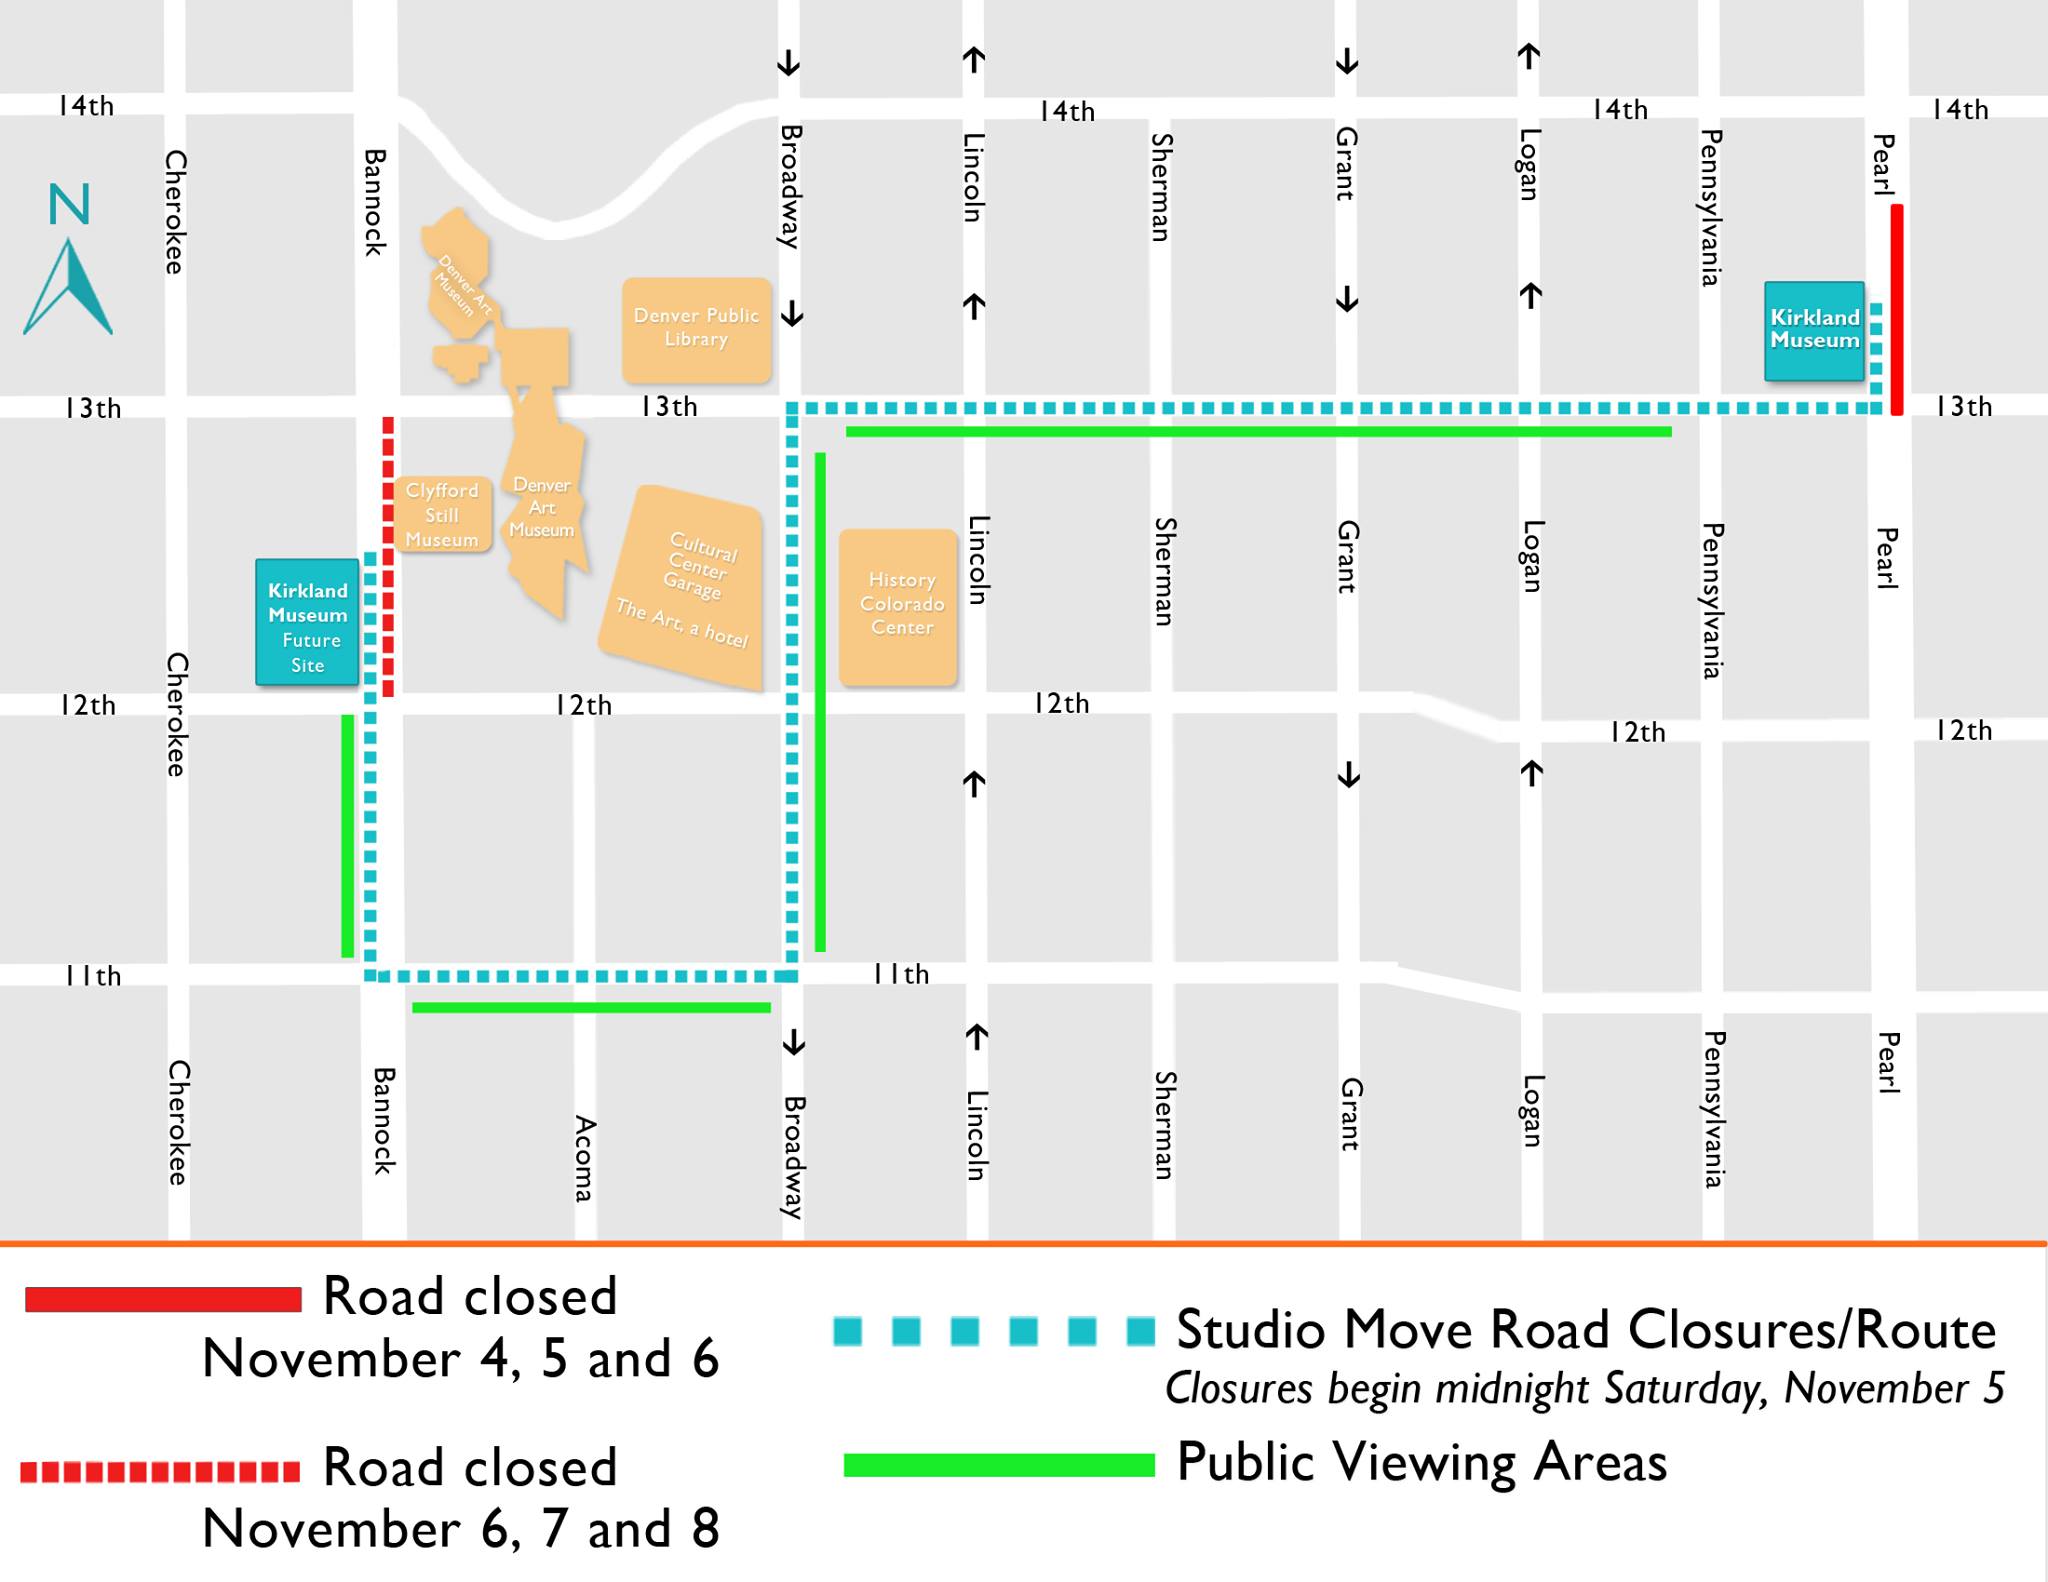 14th
14th
14th
14th
Cherokee
Bannock
Broadway
Lincoln
Sherman
Grant
Logan
Pennsylvania
Pearl
N
Denver Art
Museum
Denver Public
Library
Kirkland
Museum
13th
13th
13th
Clyfford
Still
Museum
Denver
Art
Museum
Cultural
Center
Garage
The Art, a hotel
History
Colorado
Center
Lincoln
Sherman
Grant
Logan
Pennsylvania
Pearl
Kirkland
Museum
Future
Site
Cherokee
12th
12th
12th
12th
12th
11th
11th
Cherokee
Bannock
Acoma
Broadway
Lincoln
Sherman
Grant
Logan
Pennsylvania
Pearl
Road closed
November 4, 5 and 6
Road closed
November 6, 7 and 8
Studio Move Road Closures/Route
Closures begin midnight Saturday, November 5
Public Viewing Areas